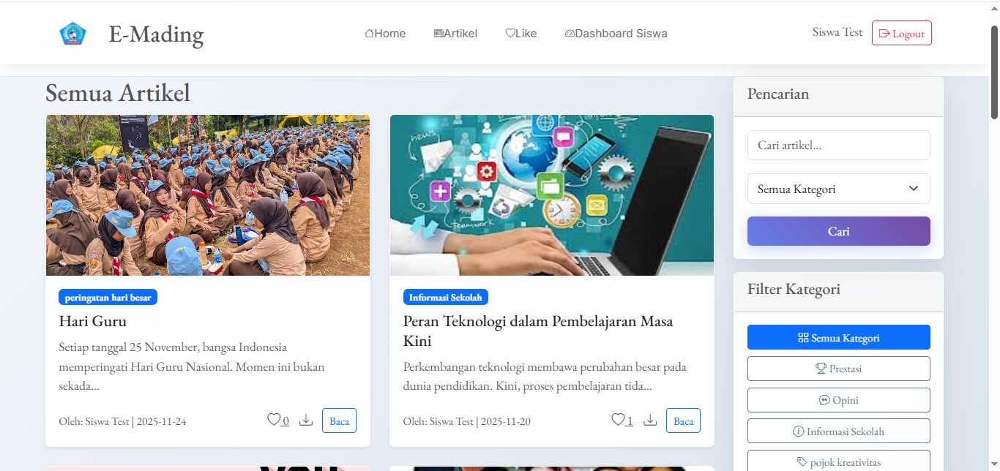 E-Mading
Home
Artikel
Like
Dashboard Siswa
Siswa Test
Logout
Semua Artikel
peringatan hari besar
Hari Guru
Setiap tanggal 25 November, bangsa Indonesia
memperingati Hari Guru Nasional. Momen ini bukan
sekada...
Oleh: Siswa Test | 2025-11-24
0
Baca
news
Teamwork
Informasi Sekolah
Peran Teknologi dalam Pembelajaran Masa
Kini
Perkembangan teknologi membawa perubahan besar pada
dunia pendidikan. Kini, proses pembelajaran tida...
Oleh: Siswa Test | 2025-11-20
1
Baca
Pencarian
Cari artikel...
Semua Kategori
Cari
Filter Kategori
Semua Kategori
Prestasi
Opini
Informasi Sekolah
pojok kreativitas